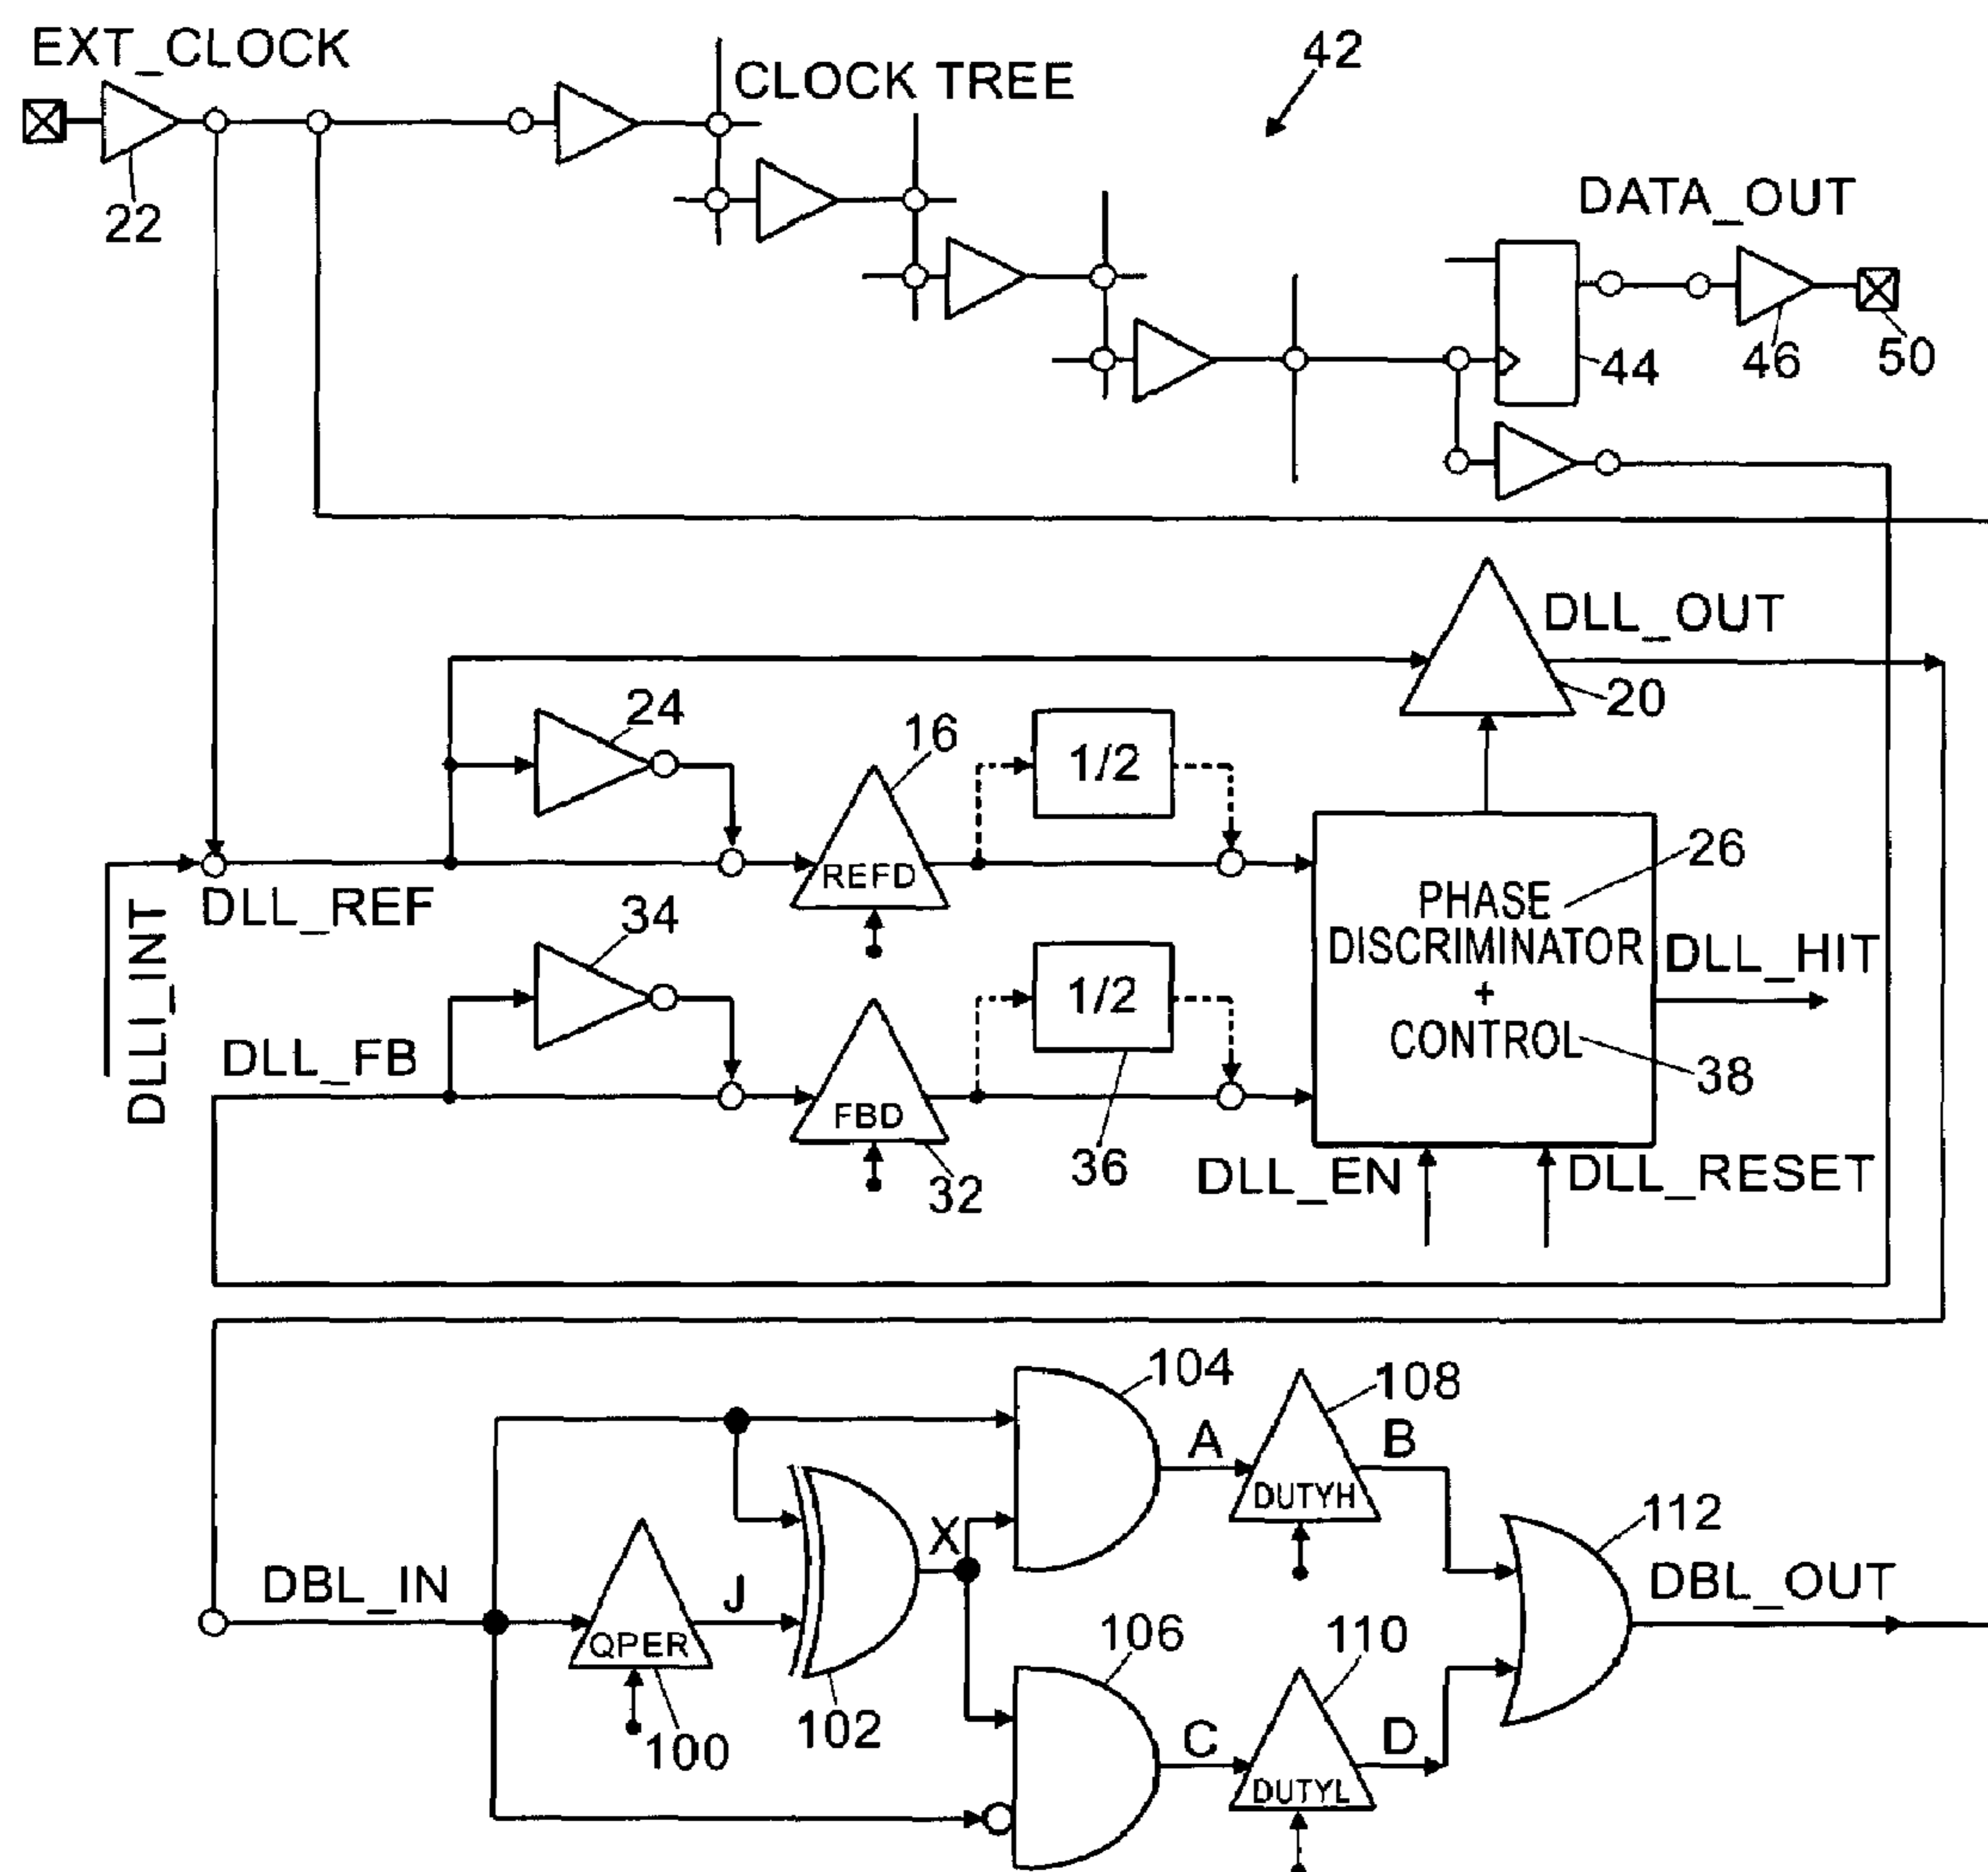 EXT_CLOCK
CLOCK TREE
42
22
DATA_OUT
44
46
50
DLL_OUT
20
24
16
1/2
REFD
26
PHASE
DISCRIMINATOR
+
CONTROL
DLL_REF
DLLI_INT
34
DLL_HIT
1/2
DLL_FB
FBD
38
36
32
DLL_EN
DLL_RESET
104
108
A
B
DUTYH
112
X
DBL_IN
J
DBL_OUT
QPER
106
110
100
102
C
D
DUTYL